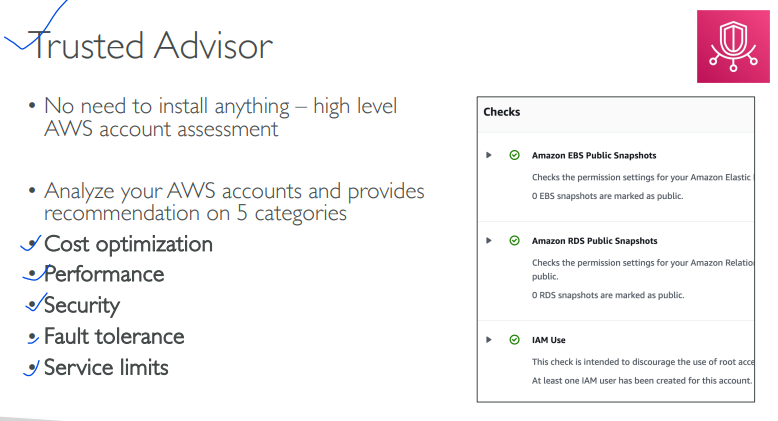 Trusted Advisor
• No need to install anything – high level
AWS account assessment
• Analyze your AWS accounts and provides
recommendation on 5 categories
• Cost optimization
• Performance
• Security
• Fault tolerance
• Service limits
Checks
Amazon EBS Public Snapshots
Checks the permission settings for your Amazon Elastic
0 EBS snapshots are marked as public.
Amazon RDS Public Snapshots
Checks the permission settings for your Amazon Relatio
public.
0 RDS snapshots are marked as public.
IAM Use
This check is intended to discourage the use of root acce
At least one IAM user has been created for this account.